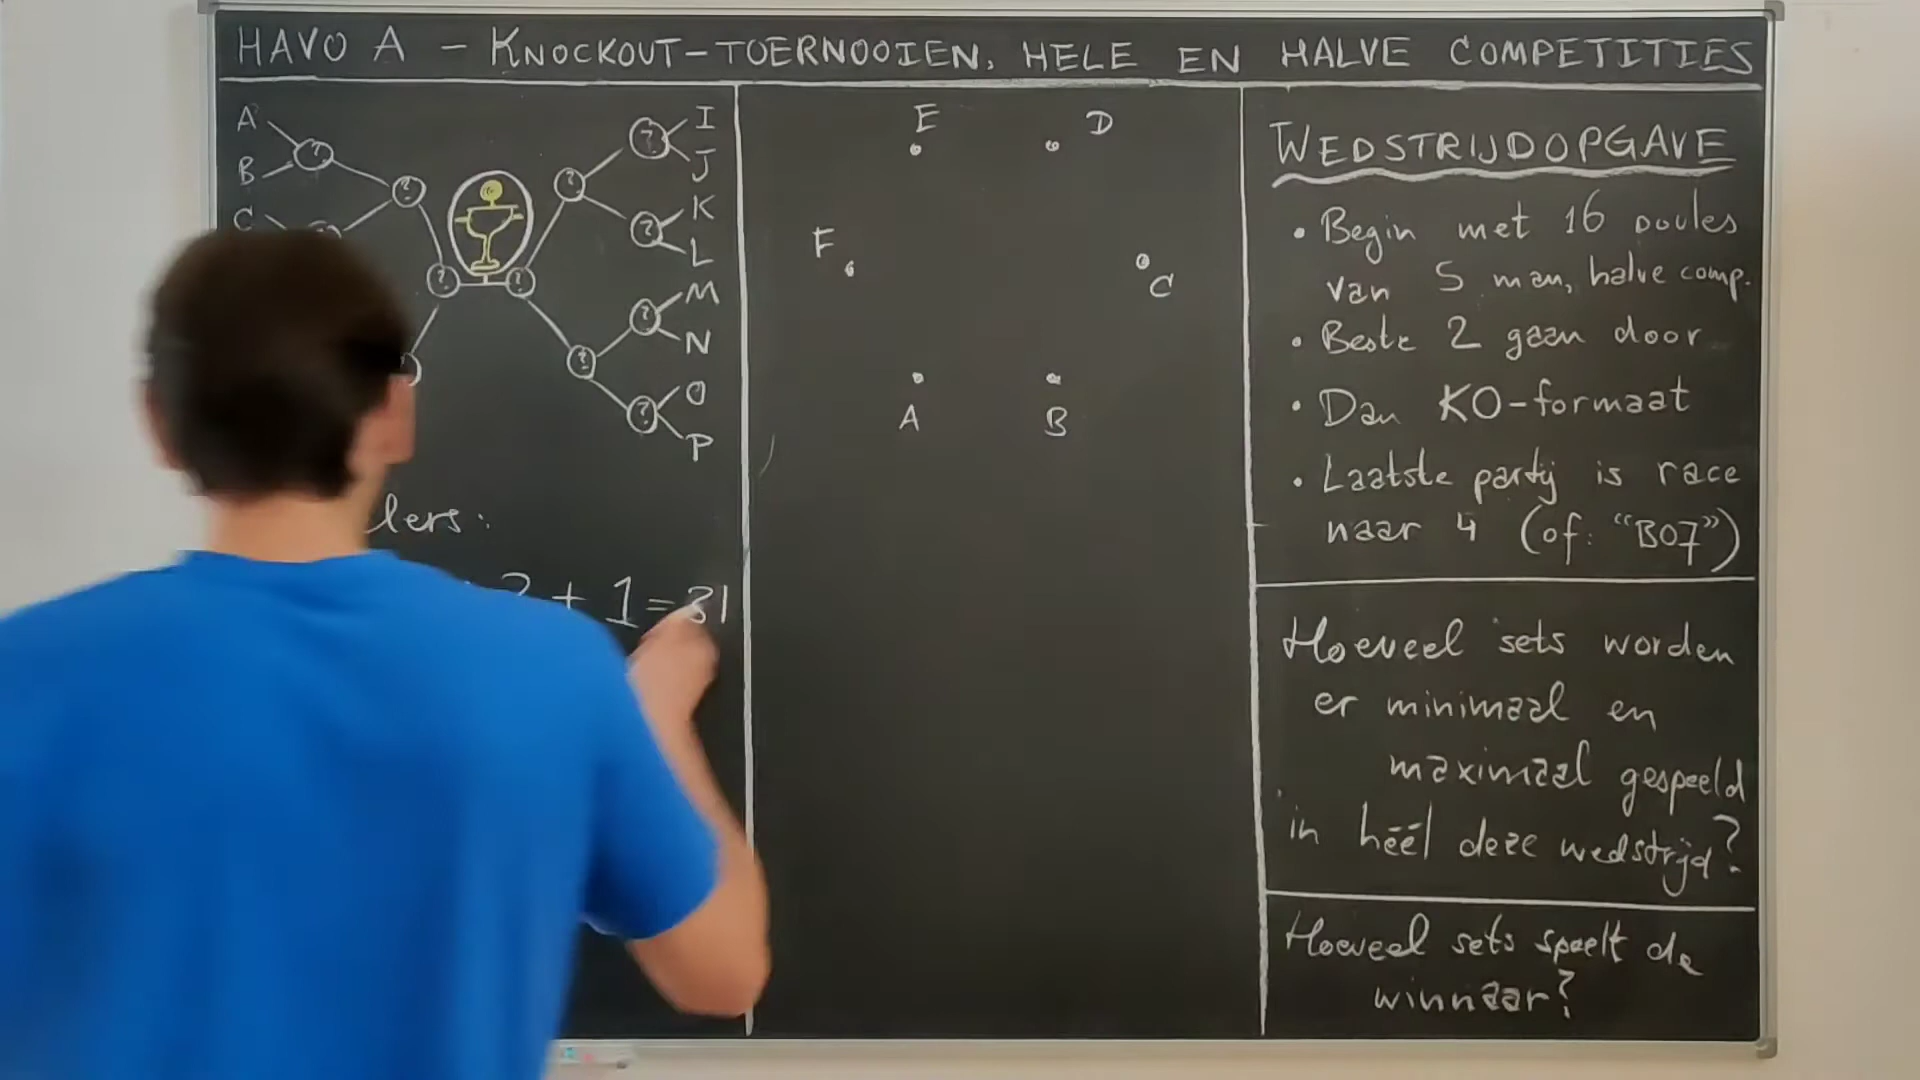 HAVO A - KNOCKOUT-TOERNOOIEN, HELE EN HALVE COMPETITIES
A
B
C
?
?
?
?
?
?
?
?
?
?
I
J
K
L
M
N
O
P
lers:
+ 1 = 31
E
D
F
C
A
B
WEDSTRIJDOPGAVE
• Begin met 16 poules
van 5 man, halve comp.
• Beste 2 gaan door
• Dan KO-formaat
• Laatste partij is race
naar 4 (of: "BO7")
Hoeveel sets worden
er minimaal en
maximaal gespeeld
in héél deze wedstrijd?
Hoeveel sets speelt de
winnaar?